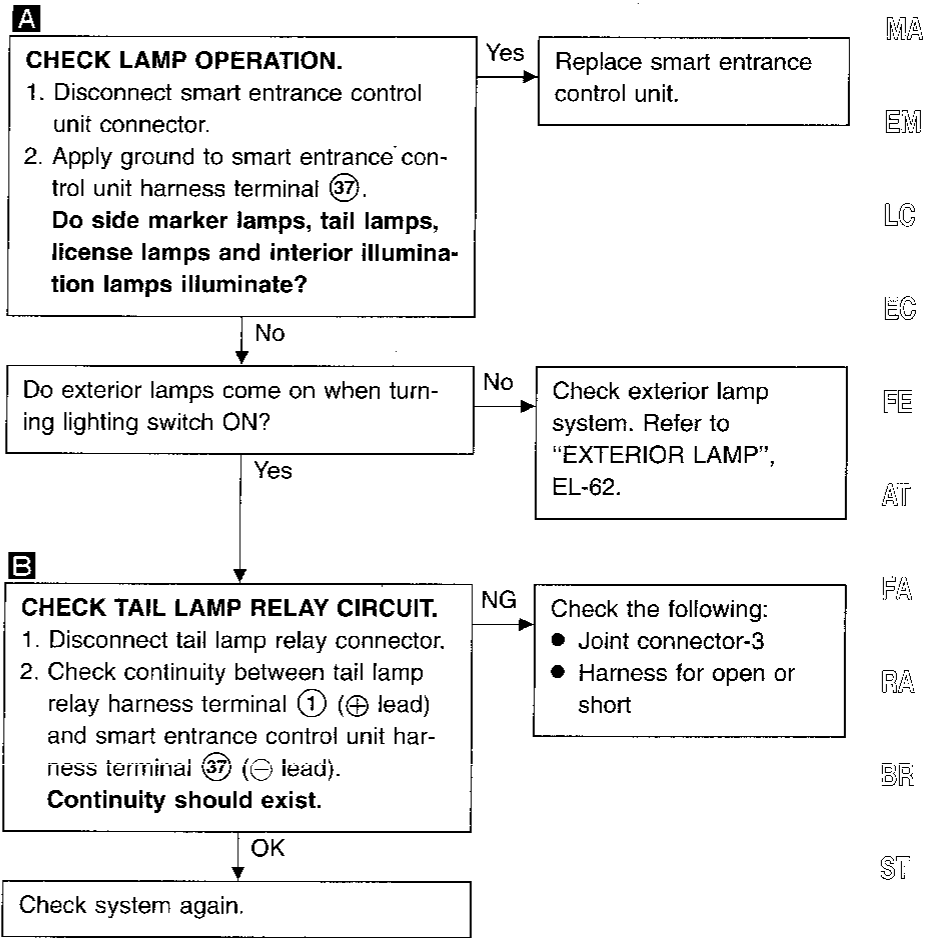 A
CHECK LAMP OPERATION.
1. Disconnect smart entrance control
unit connector.
2. Apply ground to smart entrance con-
trol unit harness terminal 37.
Do side marker lamps, tail lamps,
license lamps and interior illumina-
tion lamps illuminate?
Yes
Replace smart entrance
control unit.
No
Do exterior lamps come on when turn-
ing lighting switch ON?
No
Check exterior lamp
system. Refer to
“EXTERIOR LAMP”,
EL-62.
Yes
B
CHECK TAIL LAMP RELAY CIRCUIT.
1. Disconnect tail lamp relay connector.
2. Check continuity between tail lamp
relay harness terminal ① (⊕ lead)
and smart entrance control unit har-
ness terminal 37 (⊖ lead).
Continuity should exist.
NG
Check the following:
● Joint connector-3
● Harness for open or
short
OK
Check system again.
MA
EM
LC
EC
FE
AT
FA
RA
BR
ST